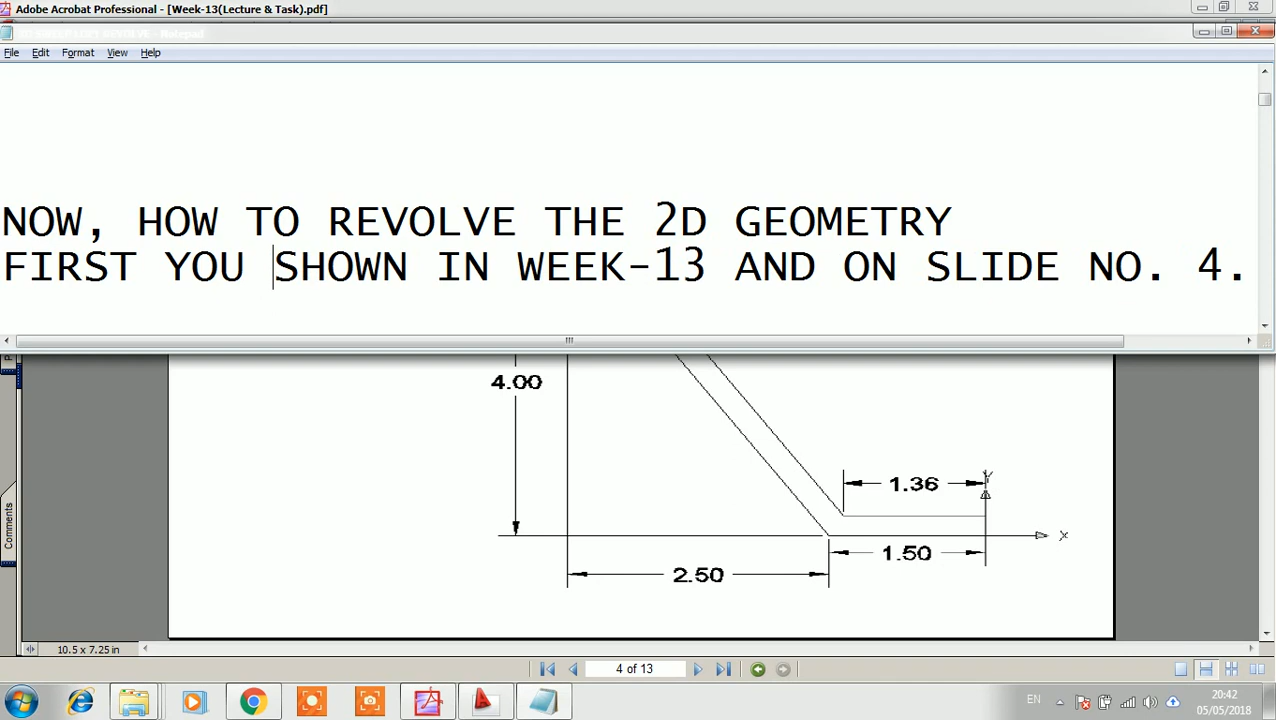 Adobe Acrobat Professional - [Week-13(Lecture & Task).pdf]
File Edit Format View Help
NOW, HOW TO REVOLVE THE 2D GEOMETRY
FIRST YOU SHOWN IN WEEK-13 AND ON SLIDE NO. 4.
4.00
1.36
Y
X
1.50
2.50
Comments
10.5 x 7.25 in
4 of 13
EN
20:42
05/05/2018